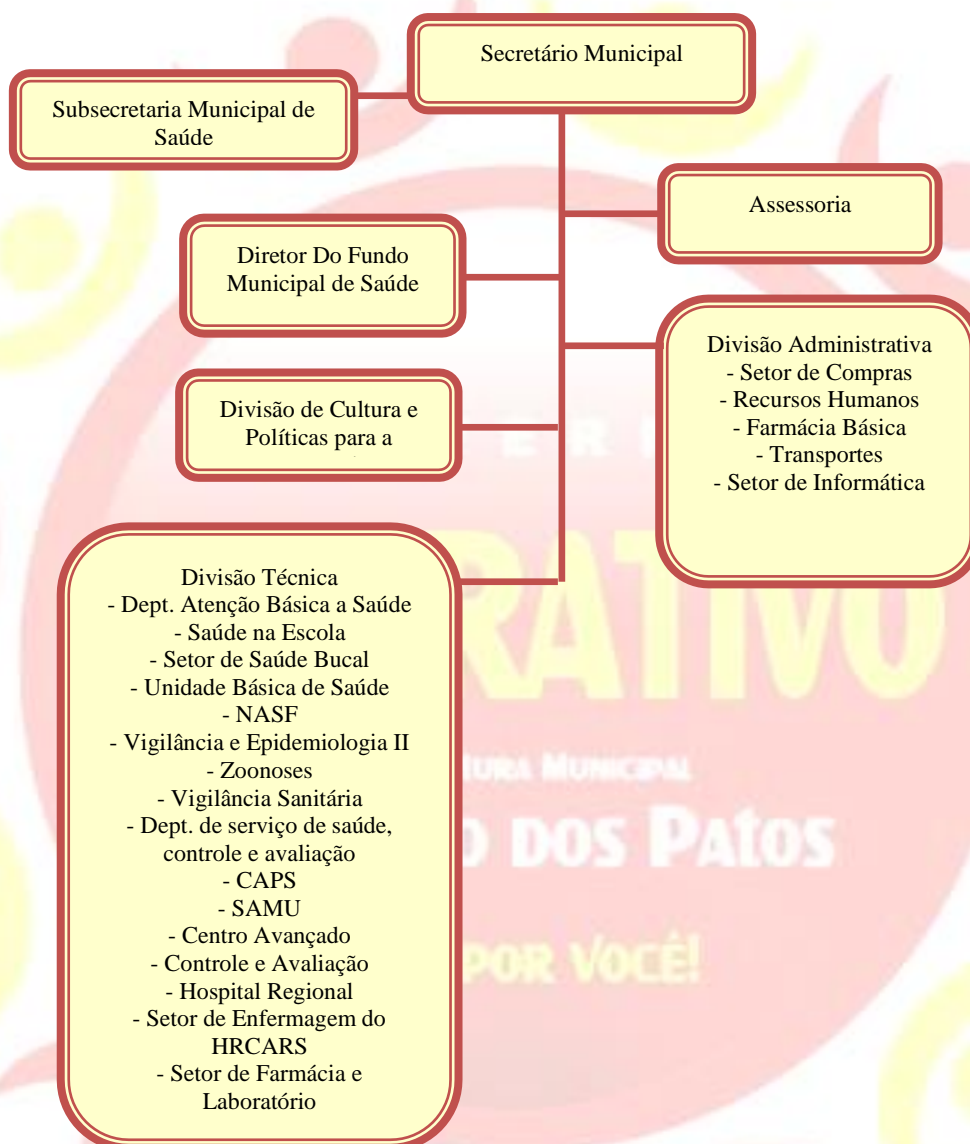 Secretário Municipal
Subsecretaria Municipal de
Saúde
Assessoria
Diretor Do Fundo
Municipal de Saúde
Divisão Administrativa
- Setor de Compras
- Recursos Humanos
- Farmácia Básica
- Transportes
- Setor de Informática
Divisão de Cultura e
Políticas para a
Divisão Técnica
- Dept. Atenção Básica a Saúde
- Saúde na Escola
- Setor de Saúde Bucal
- Unidade Básica de Saúde
- NASF
- Vigilância e Epidemiologia II
- Zoonoses
- Vigilância Sanitária
- Dept. de serviço de saúde,
controle e avaliação
- CAPS
- SAMU
- Centro Avançado
- Controle e Avaliação
- Hospital Regional
- Setor de Enfermagem do
HRCARS
- Setor de Farmácia e
Laboratório
E R
RATIVO
URA MUNICIPAL
O DOS PATOS
POR VOCÊ!